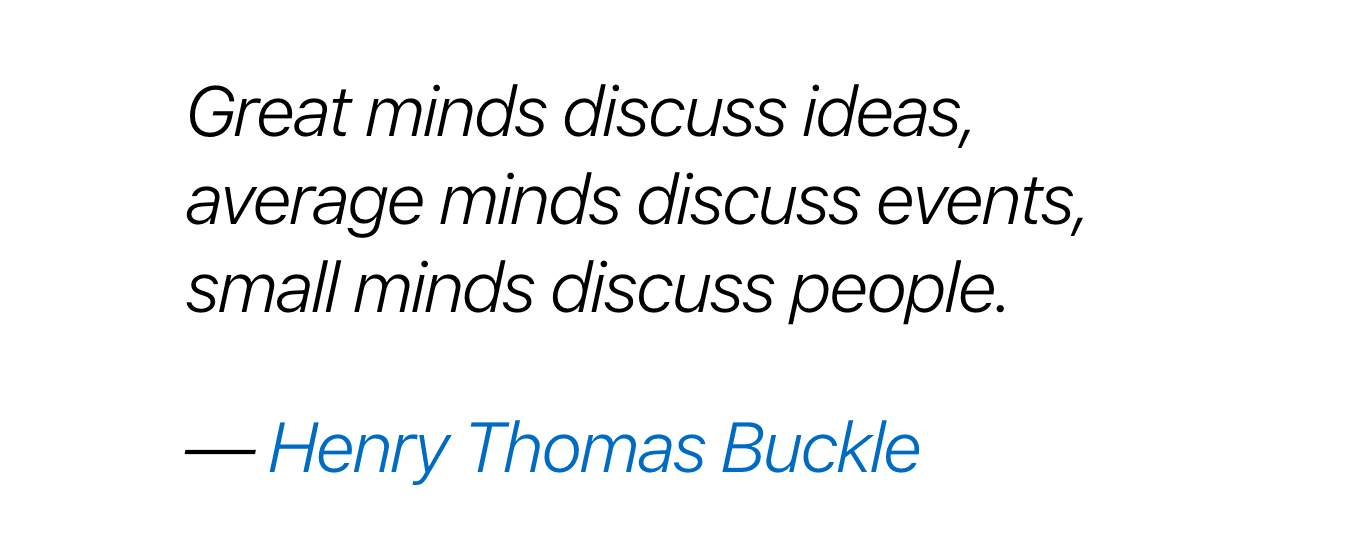 Great minds discuss ideas,
average minds discuss events,
small minds discuss people.
— Henry Thomas Buckle